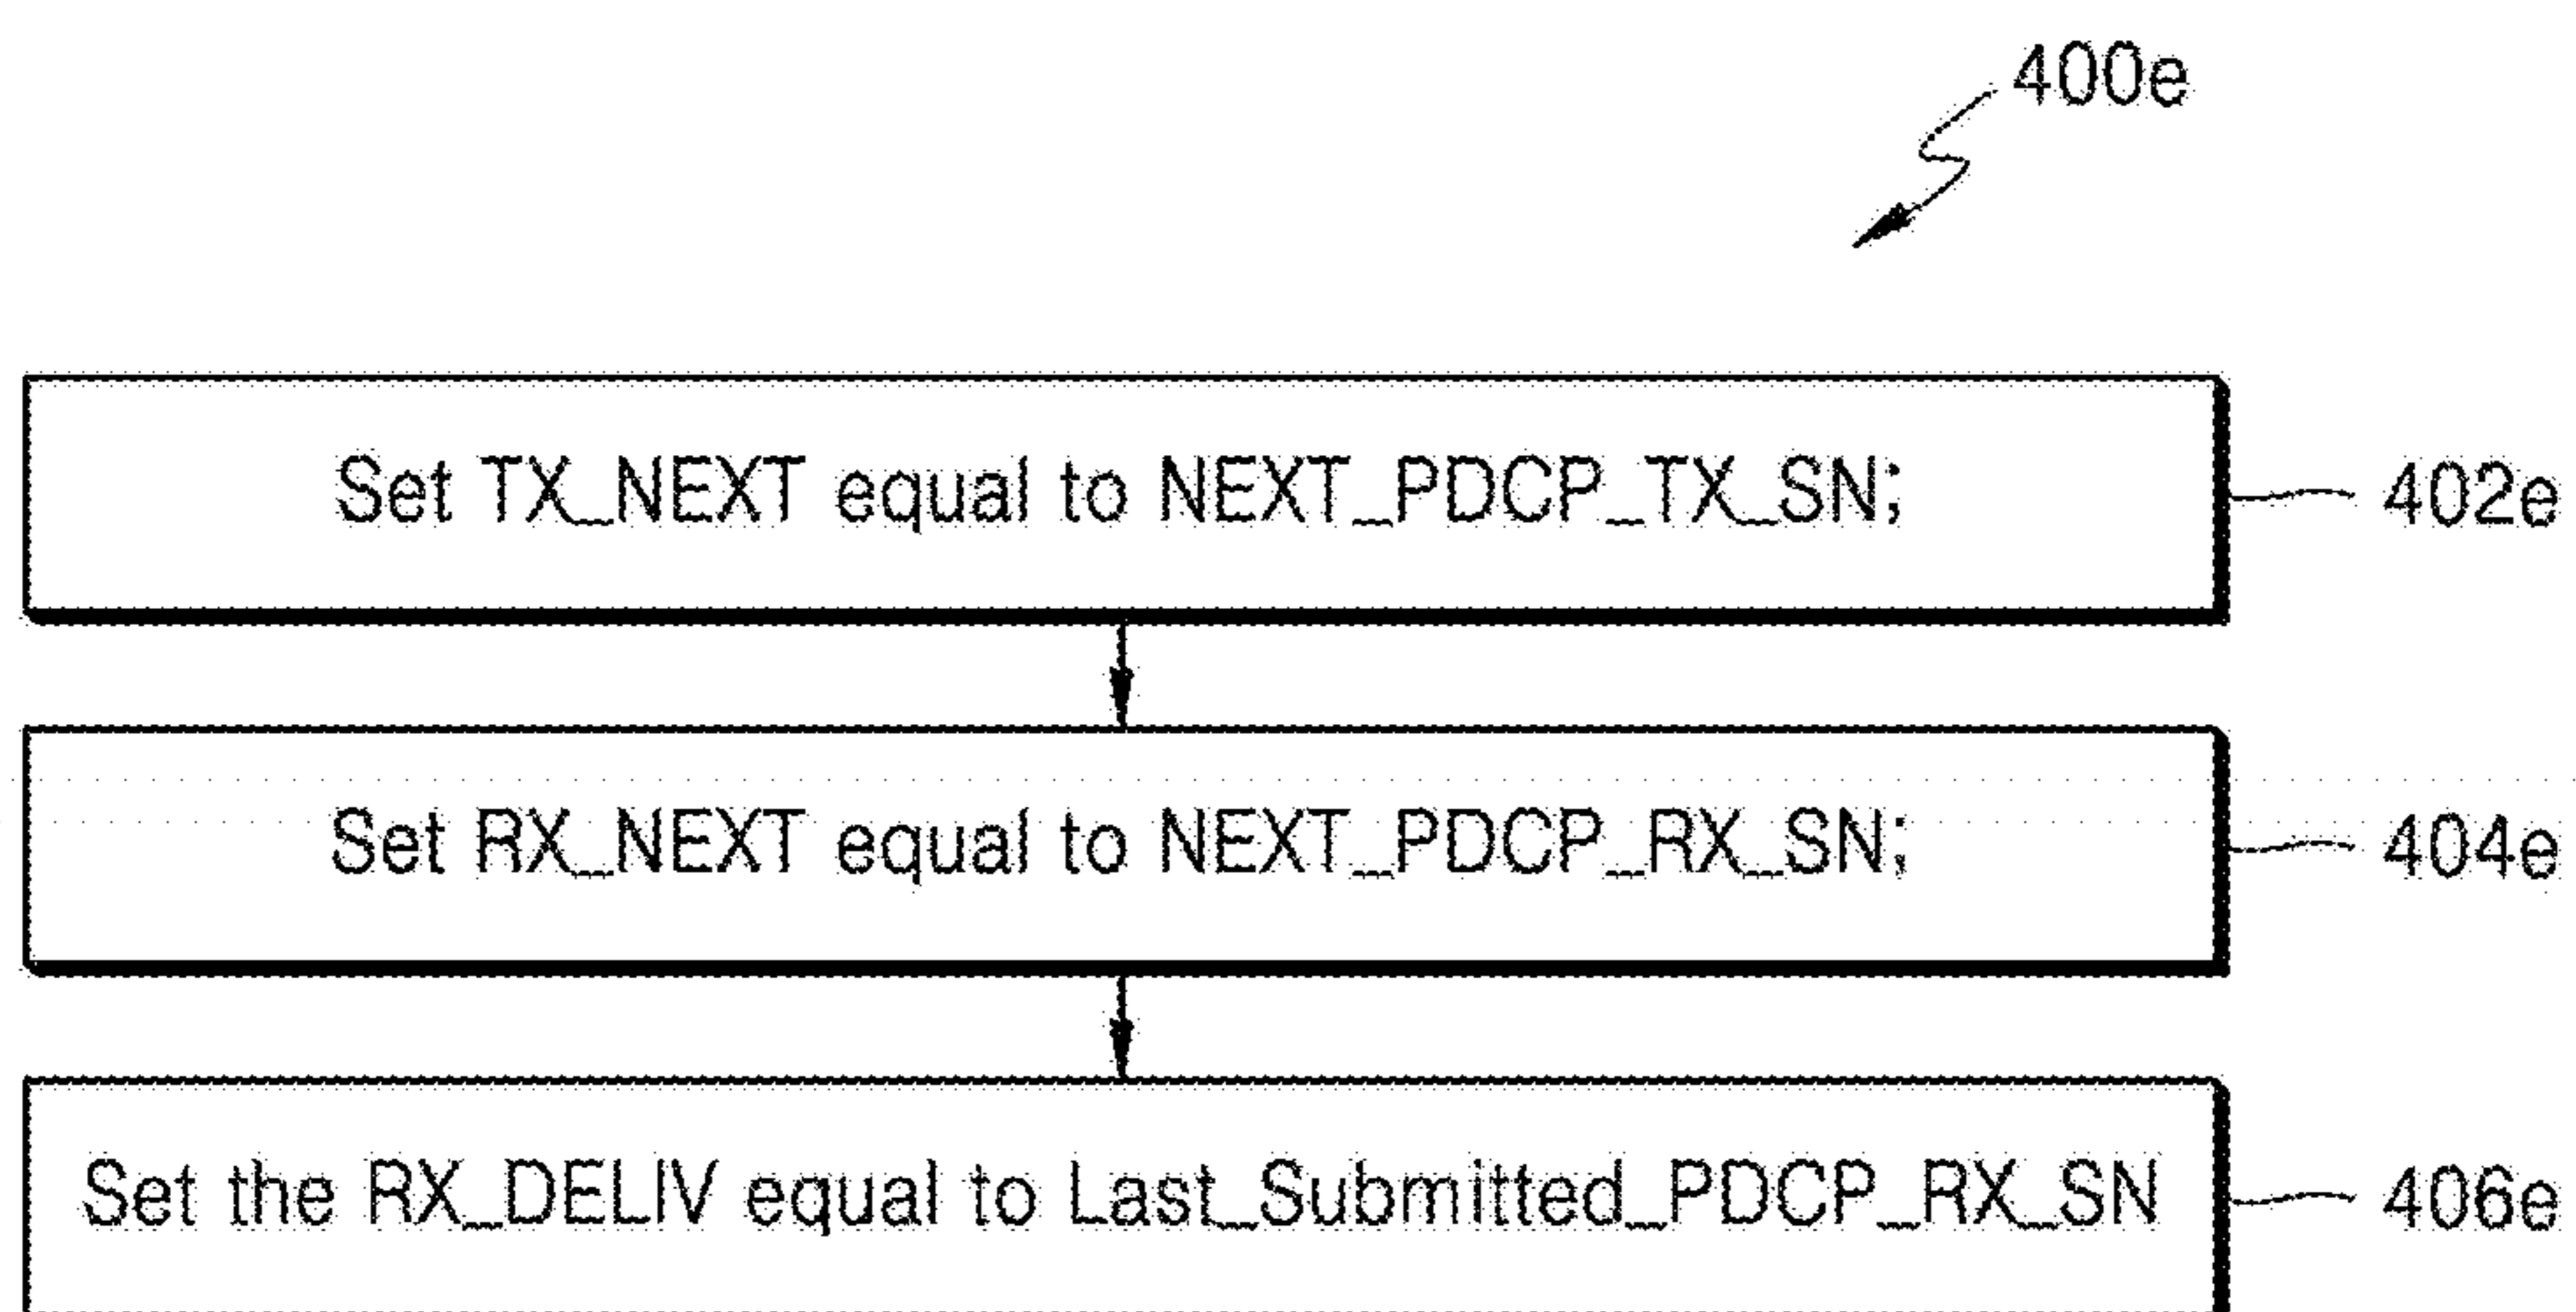 400e
Set TX_NEXT equal to NEXT_PDCP_TX_SN;
402e
Set RX_NEXT equal to NEXT_PDCP_RX_SN;
404e
Set the RX_DELIV equal to Last_Submitted_PDCP_RX_SN
406e